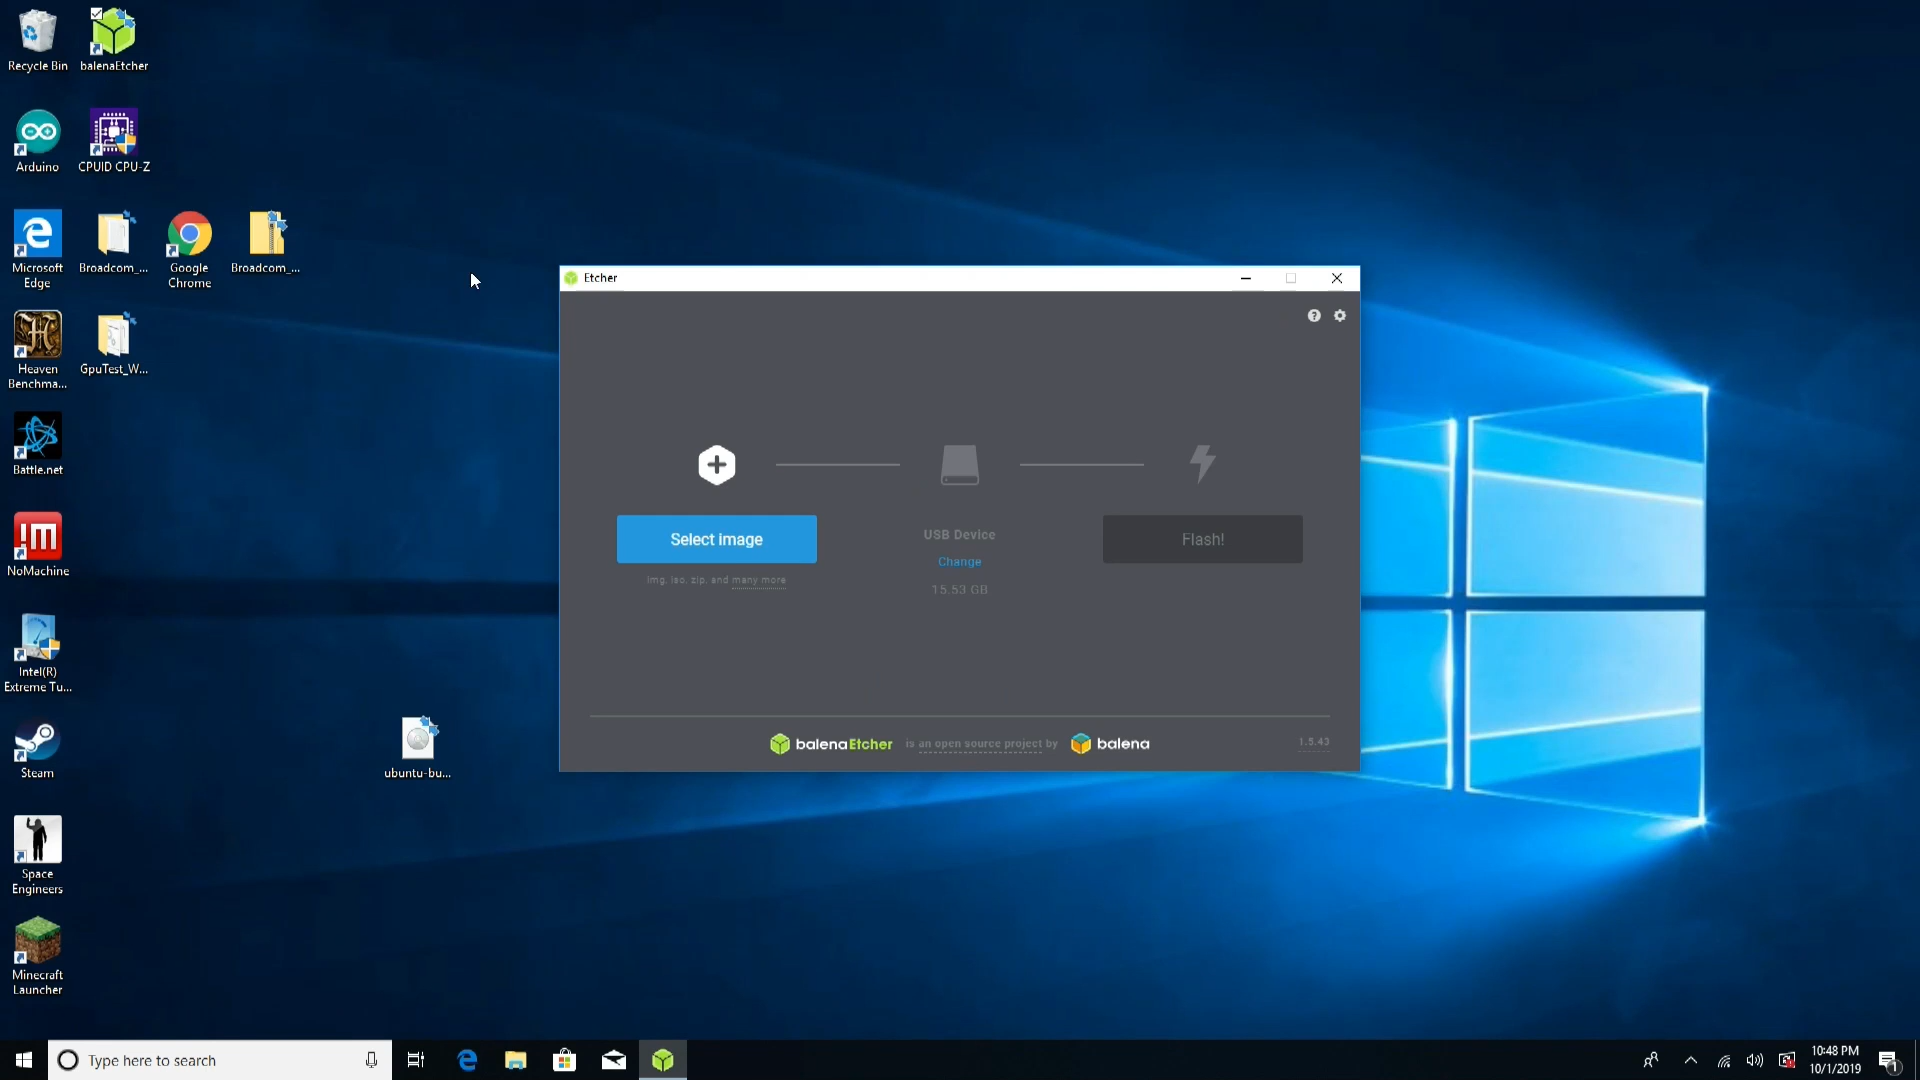 Recycle Bin
balenaEtcher
Arduino
CPUID CPU-Z
Microsoft
Edge
Broadcom_...
Google
Chrome
Broadcom_...
Heaven
Benchma...
GpuTest_W...
Battle.net
NoMachine
Intel(R)
Extreme Tu...
Steam
Space
Engineers
Minecraft
Launcher
ubuntu-bu...
Etcher
Select image
img, iso, zip, and many more
USB Device
Change
15.53 GB
Flash!
balenaEtcher is an open source project by balena
1.5.43
Type here to search
10:48 PM
10/1/2019
1